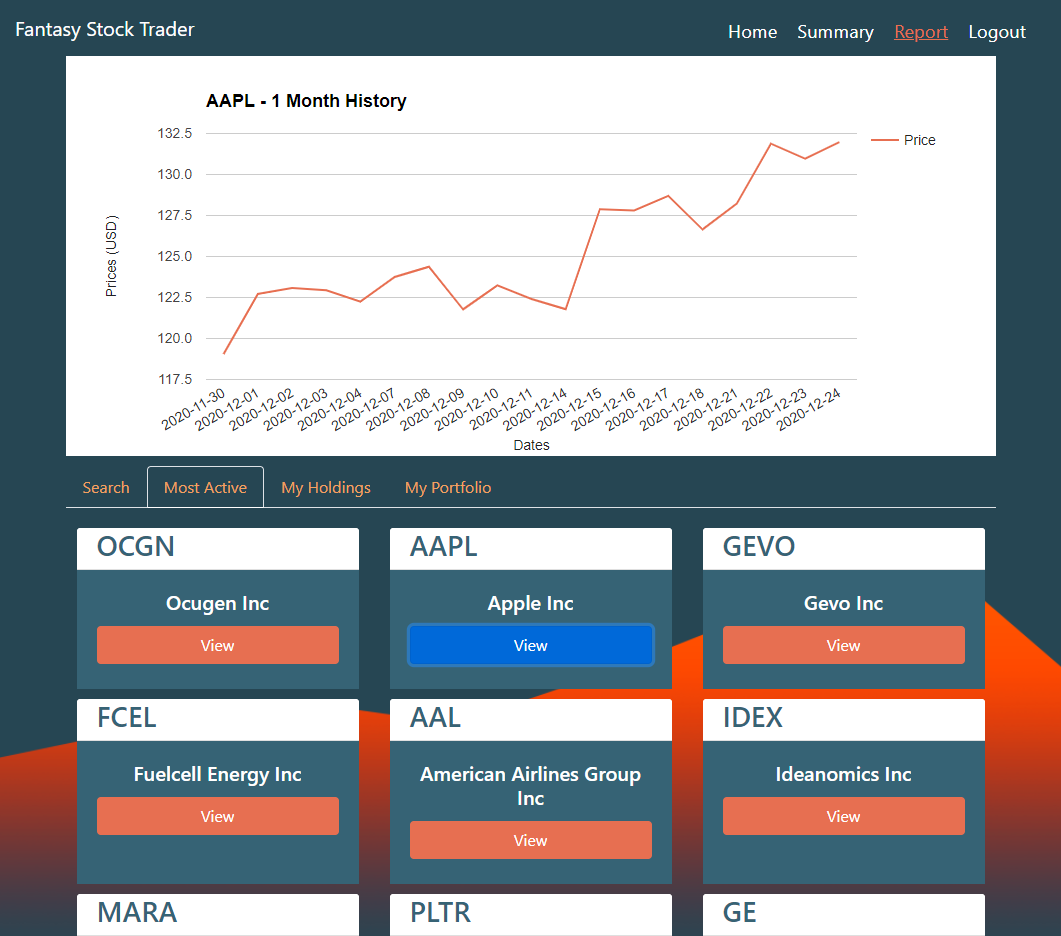 Fantasy Stock Trader
Home Summary Report Logout
AAPL - 1 Month History
132.5
130.0
127.5
125.0
122.5
120.0
117.5
Prices (USD)
Price
2020-11-30
2020-12-01
2020-12-02
2020-12-03
2020-12-04
2020-12-07
2020-12-08
2020-12-09
2020-12-10
2020-12-11
2020-12-14
2020-12-15
2020-12-16
2020-12-17
2020-12-18
2020-12-21
2020-12-22
2020-12-23
2020-12-24
Dates
Search Most Active My Holdings My Portfolio
OCGN
Ocugen Inc
View
AAPL
Apple Inc
View
GEVO
Gevo Inc
View
FCEL
Fuelcell Energy Inc
View
AAL
American Airlines Group
Inc
View
IDEX
Ideanomics Inc
View
MARA
PLTR
GE